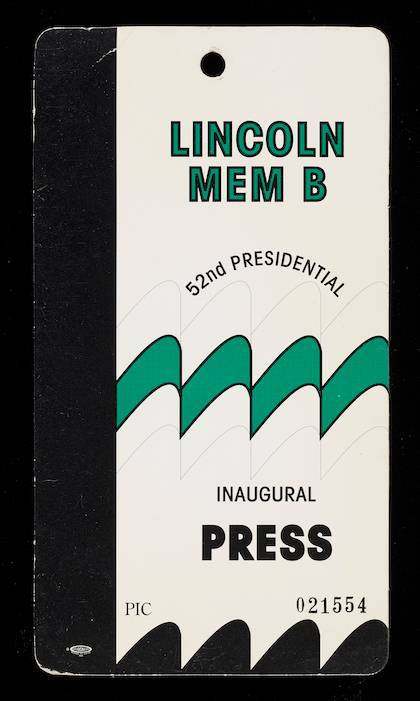 LINCOLN
MEM B
52nd PRESIDENTIAL
INAUGURAL
PRESS
PIC 021554